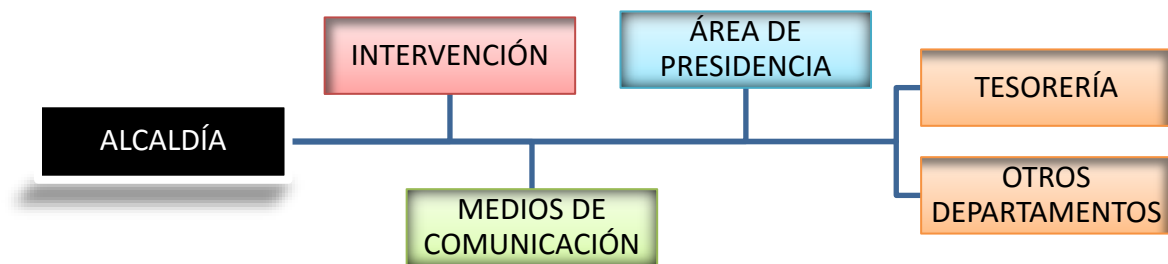 ALCALDÍA
INTERVENCIÓN
MEDIOS DE
COMUNICACIÓN
ÁREA DE
PRESIDENCIA
TESORERÍA
OTROS
DEPARTAMENTOS